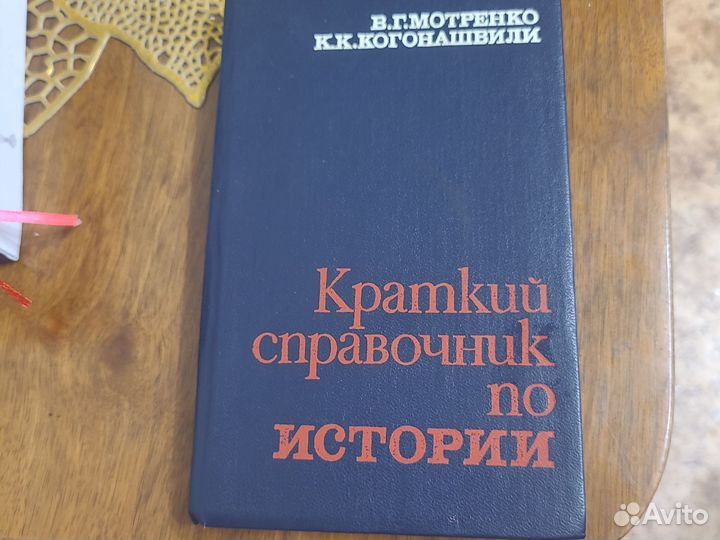 В.Г.МОТРЕНКО
К.К.КОГОНАШВИЛИ
Краткий
справочник
по
ИСТОРИИ
Avito